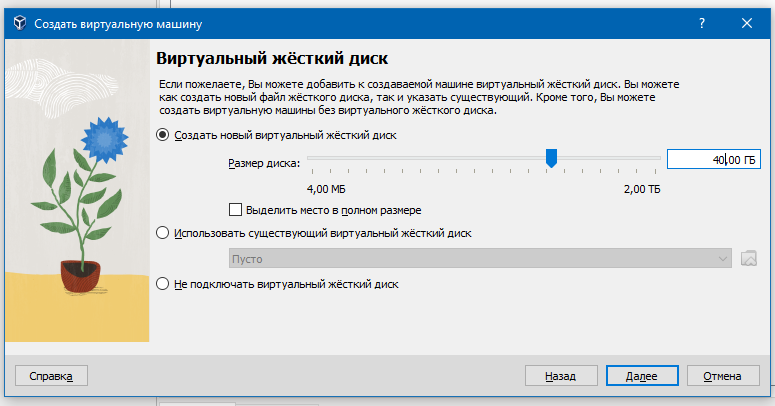 Создать виртуальную машину
Виртуальный жёсткий диск
Если пожелаете, Вы можете добавить к создаваемой машине виртуальный жёсткий диск. Вы можете
как создать новый файл жёсткого диска, так и указать существующий. Кроме того, Вы можете
создать виртуальную машины без виртуального жёсткого диска.
Создать новый виртуальный жёсткий диск
Размер диска:
40,00 ГБ
4,00 МБ
2,00 ТБ
Выделить место в полном размере
Использовать существующий виртуальный жёсткий диск
Пусто
Не подключать виртуальный жёсткий диск
Справка
Назад
Далее
Отмена